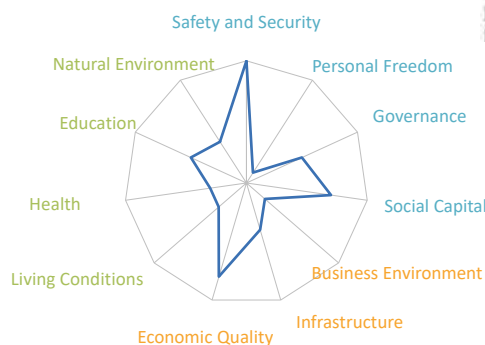 Safety and Security
Natural Environment
Personal Freedom
Education
Governance
Health
Social Capital
Living Conditions
Business Environment
Infrastructure
Economic Quality